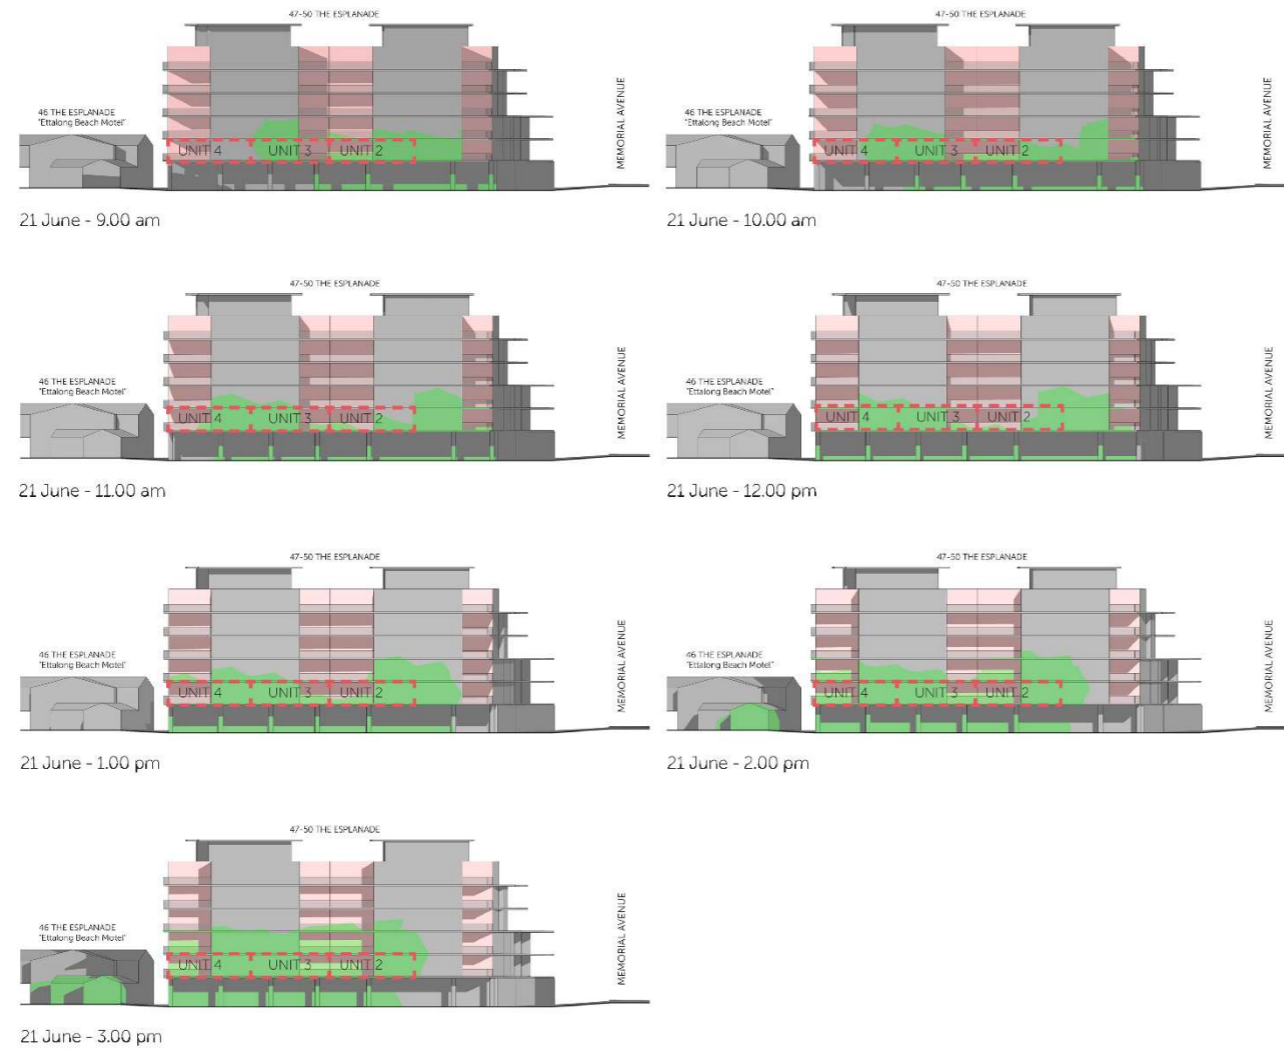 47-50 THE ESPLANADE
46 THE ESPLANADE
"Ettalong Beach Motel"
UNIT 4
UNIT 3
UNIT 2
MEMORIAL AVENUE
21 June - 9.00 am
47-50 THE ESPLANADE
46 THE ESPLANADE
"Ettalong Beach Motel"
UNIT 4
UNIT 3
UNIT 2
MEMORIAL AVENUE
21 June - 10.00 am
47-50 THE ESPLANADE
46 THE ESPLANADE
"Ettalong Beach Motel"
UNIT 4
UNIT 3
UNIT 2
MEMORIAL AVENUE
21 June - 11.00 am
47-50 THE ESPLANADE
46 THE ESPLANADE
"Ettalong Beach Motel"
UNIT 4
UNIT 3
UNIT 2
MEMORIAL AVENUE
21 June - 12.00 pm
47-50 THE ESPLANADE
46 THE ESPLANADE
"Ettalong Beach Motel"
UNIT 4
UNIT 3
UNIT 2
MEMORIAL AVENUE
21 June - 1.00 pm
47-50 THE ESPLANADE
46 THE ESPLANADE
"Ettalong Beach Motel"
UNIT 4
UNIT 3
UNIT 2
MEMORIAL AVENUE
21 June - 2.00 pm
47-50 THE ESPLANADE
46 THE ESPLANADE
"Ettalong Beach Motel"
UNIT 4
UNIT 3
UNIT 2
MEMORIAL AVENUE
21 June - 3.00 pm